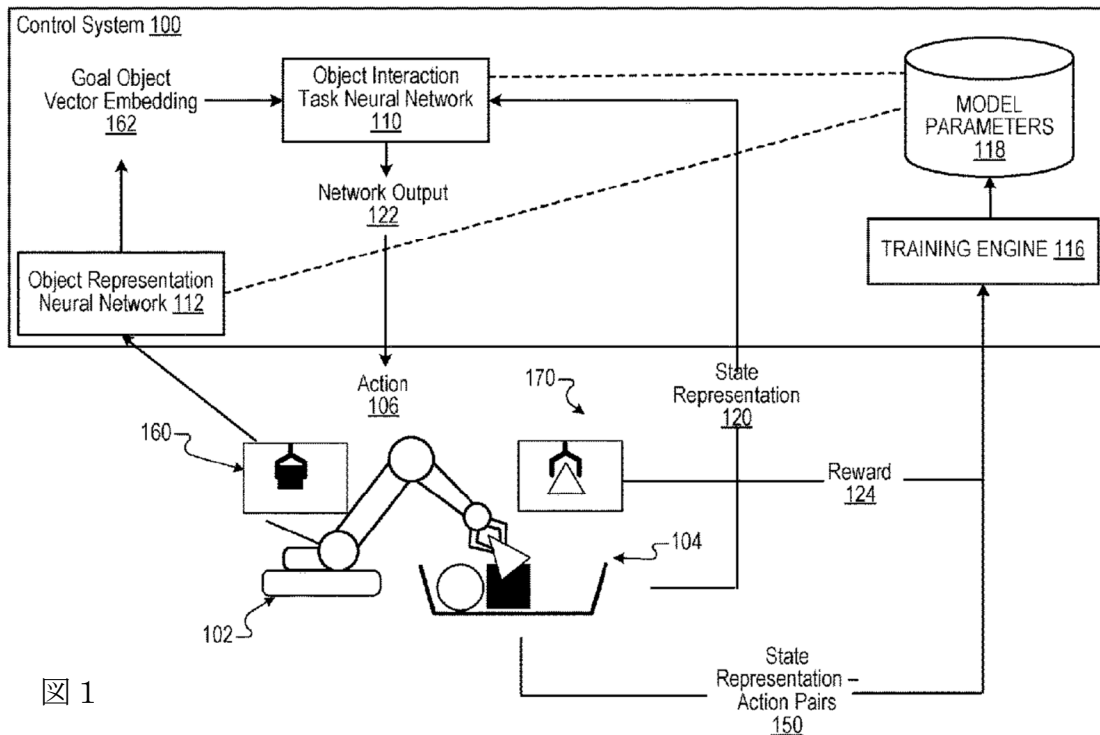 Control System 100
Goal Object
Vector Embedding
162
Object Interaction
Task Neural Network
110
MODEL
PARAMETERS
118
Network Output
122
TRAINING ENGINE 116
Object Representation
Neural Network 112
Action
106
170
State
Representation
120
160
Reward
124
104
102
State
Representation –
Action Pairs
150
図1